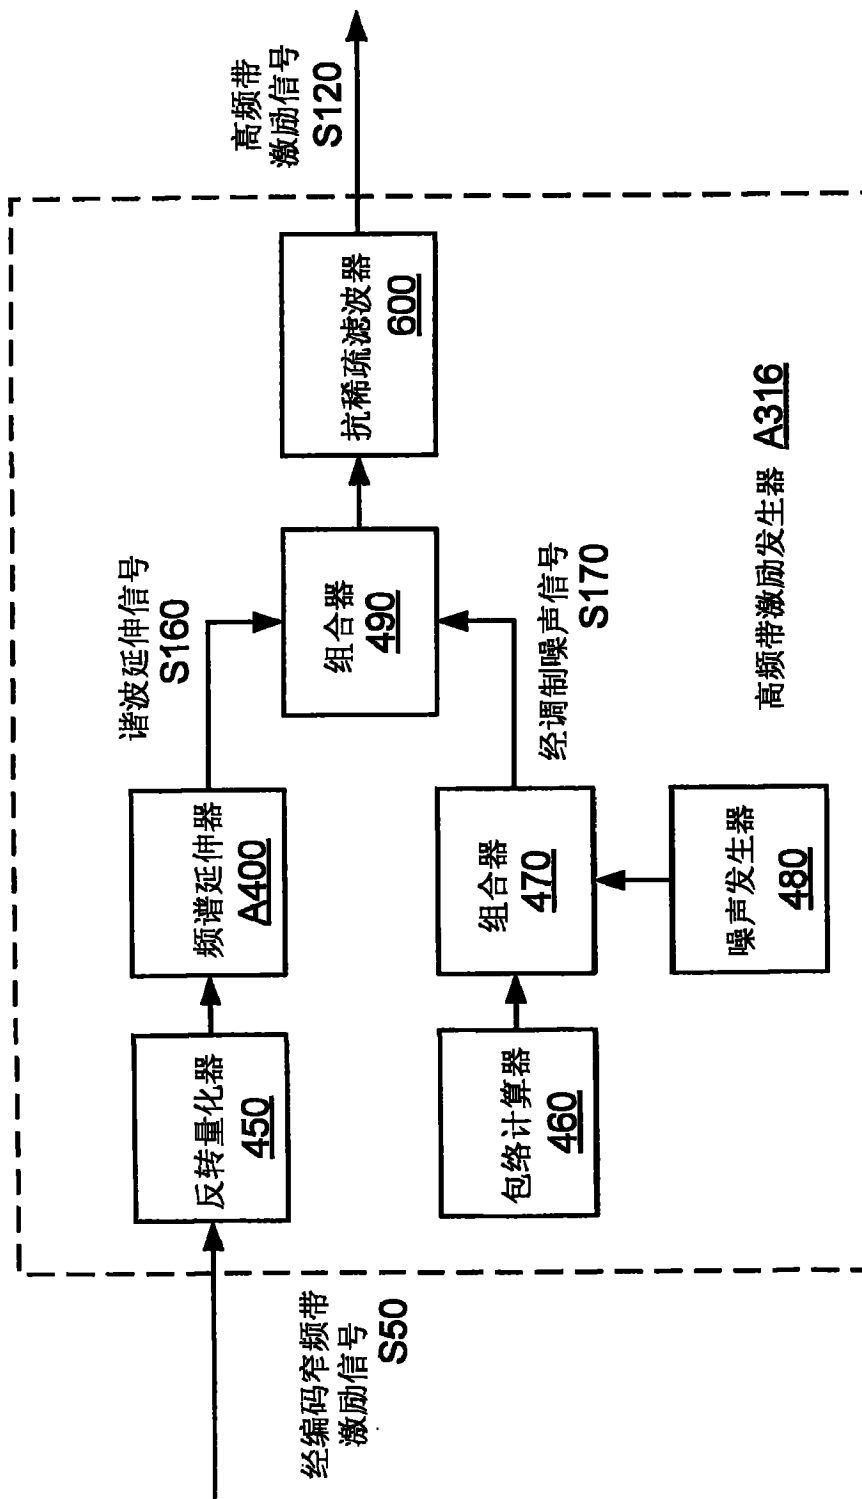 经编码窄频带
激励信号
S50
反转量化器
450
频谱延伸器
A400
谐波延伸信号
S160
包络计算器
460
组合器
470
噪声发生器
480
经调制噪声信号
S170
组合器
490
抗稀疏滤波器
600
高频带
激励信号
S120
高频带激励发生器 A316